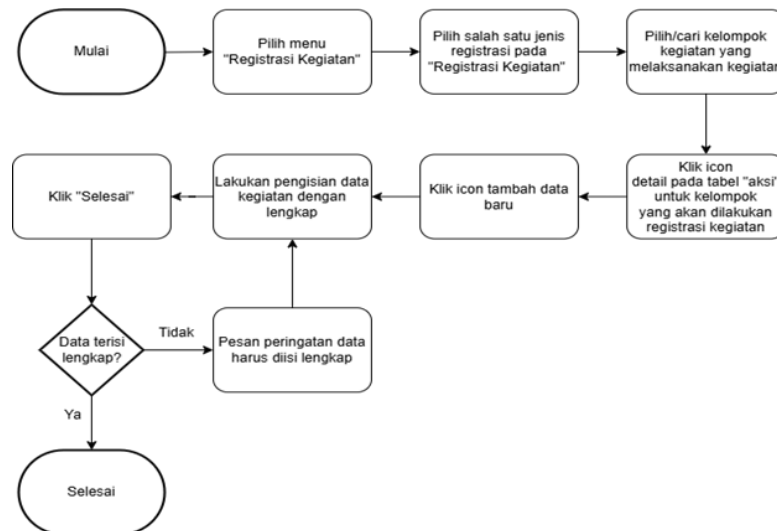 Mulai
Pilih menu
"Registrasi Kegiatan"
Pilih salah satu jenis
registrasi pada
"Registrasi Kegiatan"
Pilih/cari kelompok
kegiatan yang
melaksanakan kegiatan
Klik icon
detail pada tabel "aksi"
untuk kelompok
yang akan dilakukan
registrasi kegiatan
Klik icon tambah data
baru
Lakukan pengisian data
kegiatan dengan
lengkap
Klik "Selesai"
Data terisi
lengkap?
Tidak
Pesan peringatan data
harus diisi lengkap
Ya
Selesai